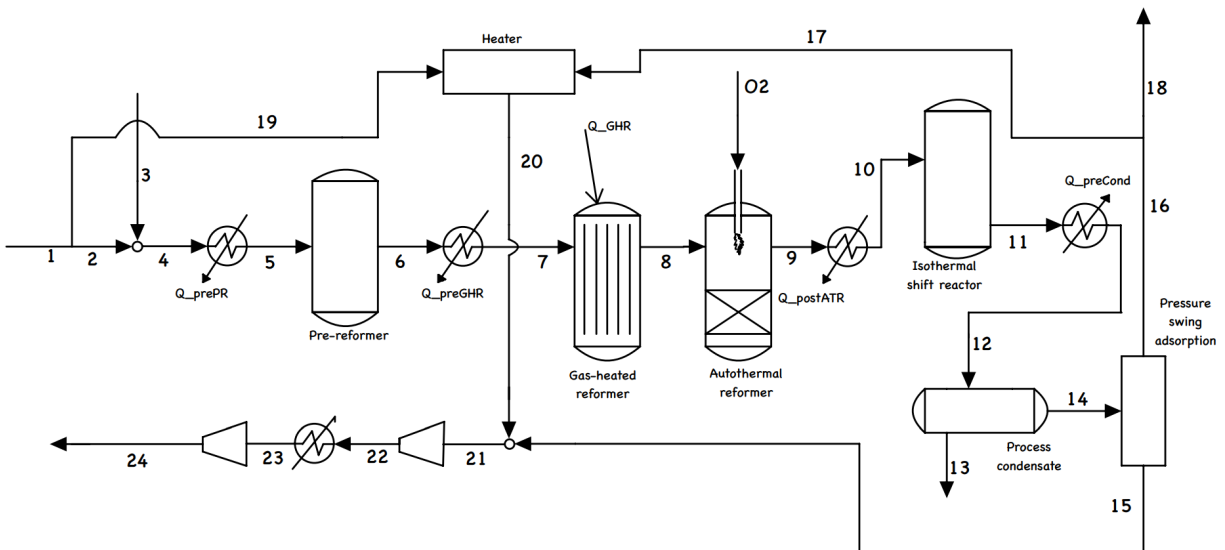 17
Heater
18
O2
19
Q_GHR
20
10
3
Q_preCond
16
1
2
4
5
6
7
8
9
11
Q_prePR
Q_preGHR
Q_postATR
Isothermal
shift reactor
Pre-reformer
Pressure
swing
adsorption
12
Gas-heated
reformer
Autothermal
reformer
14
24
23
22
21
Process
condensate
13
15